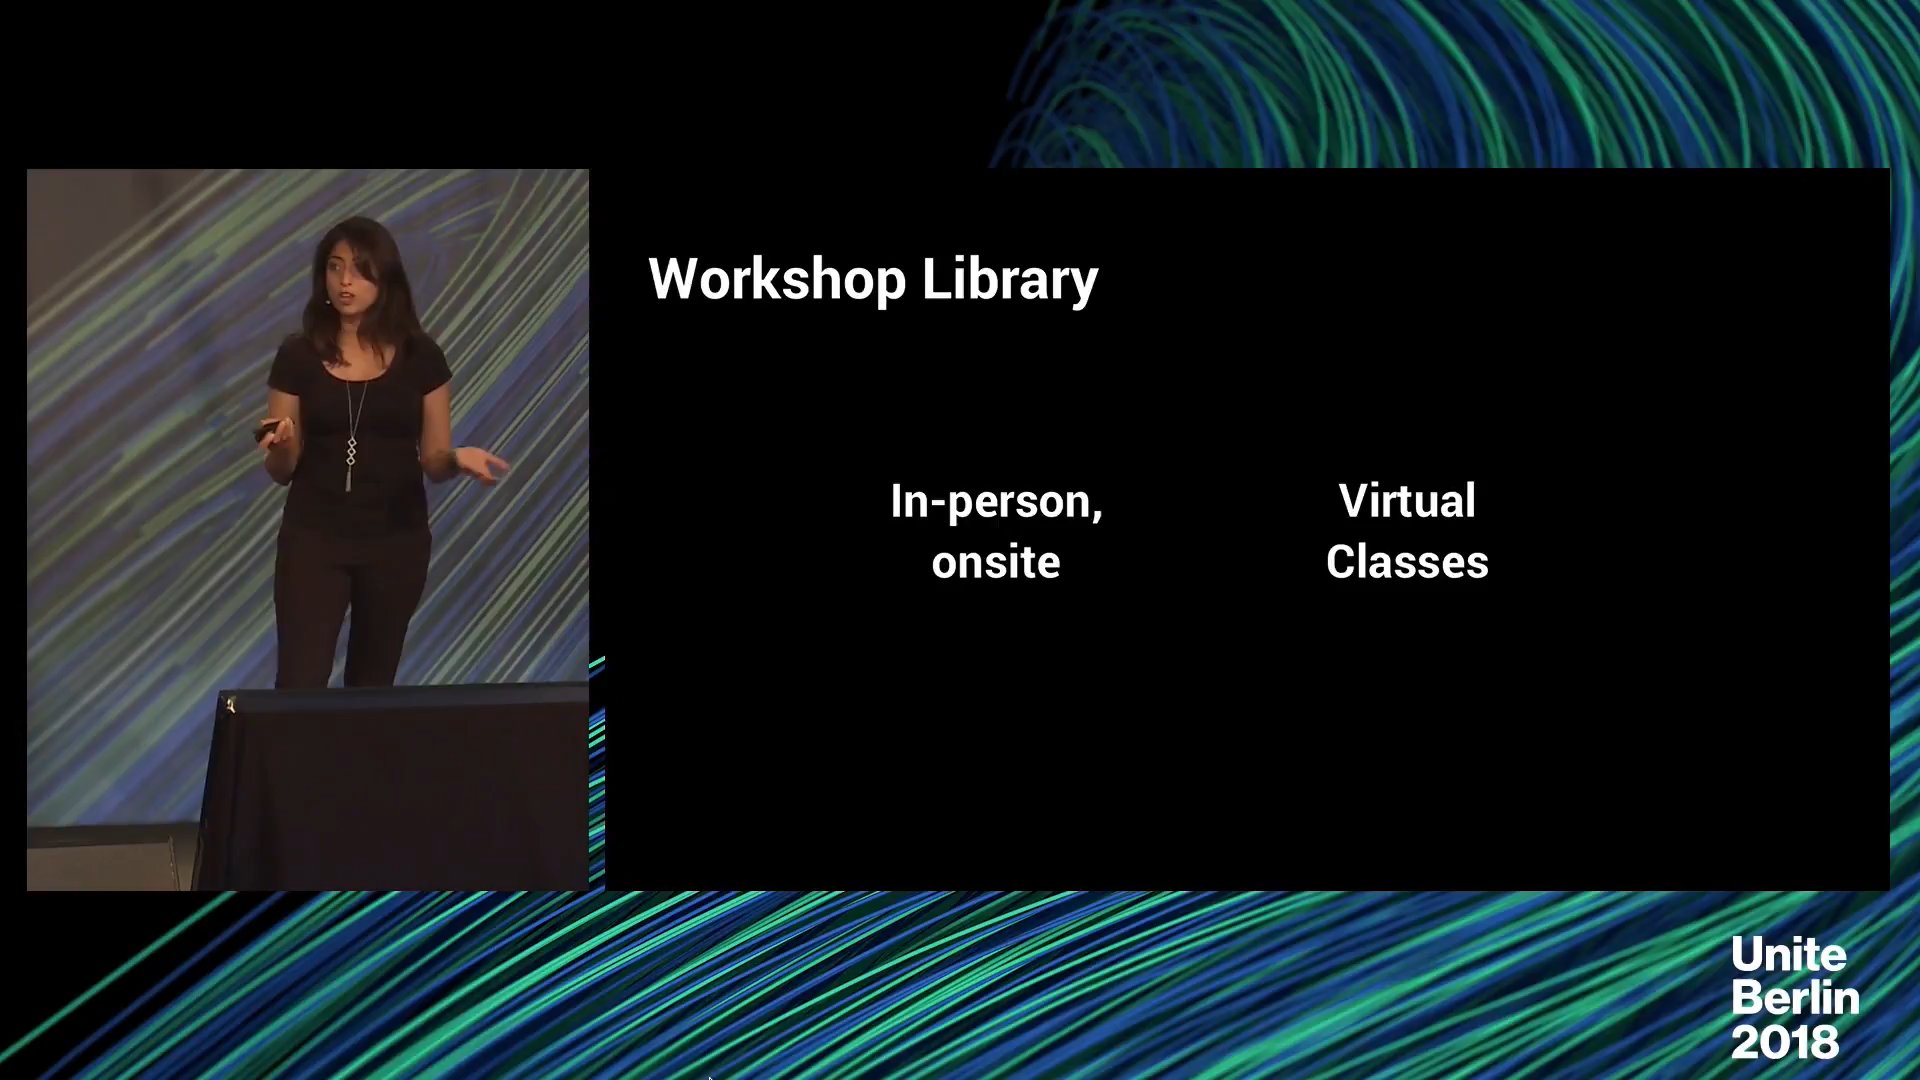 Workshop Library
In-person,
onsite
Virtual
Classes
Unite
Berlin
2018